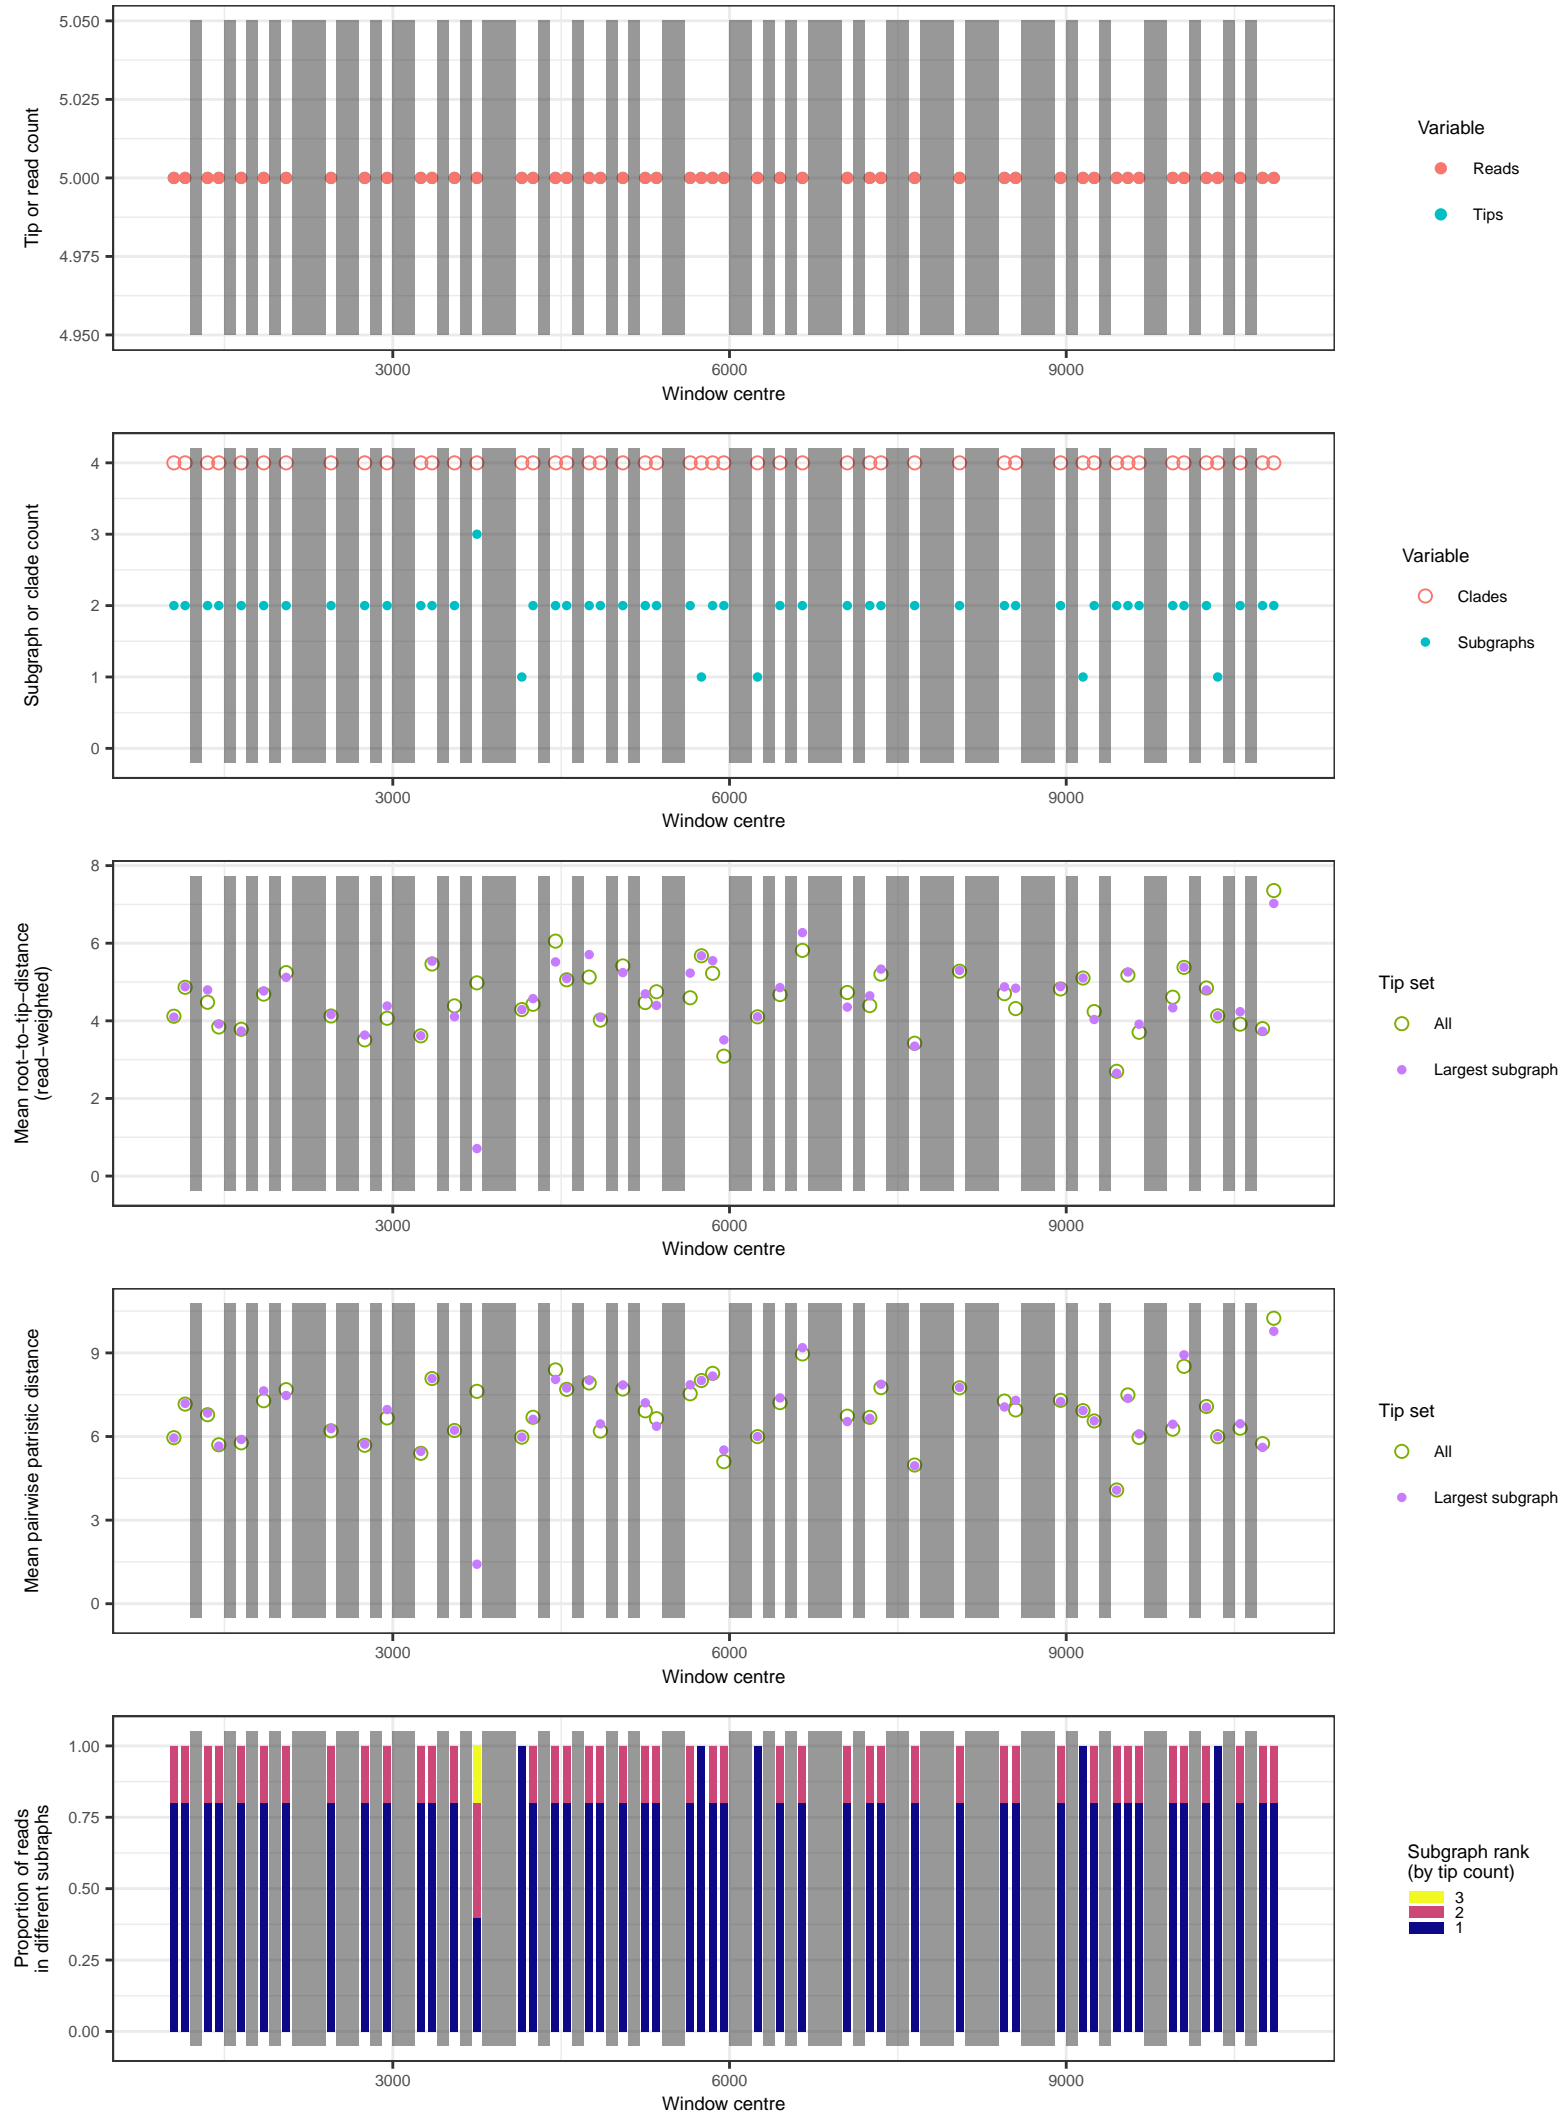 5.050
5.025
5.000
4.975
4.950
Tip or read count
3000 6000 9000
Window centre
Variable
Reads
Tips
4
3
2
1
0
Subgraph or clade count
3000 6000 9000
Window centre
Variable
Clades
Subgraphs
8
6
4
2
0
Mean root−to−tip−distance
(read−weighted)
3000 6000 9000
Window centre
Tip set
All
Largest subgraph
9
6
3
0
Mean pairwise patristic distance
3000 6000 9000
Window centre
Tip set
All
Largest subgraph
1.00
0.75
0.50
0.25
0.00
Proportion of reads
in different subraphs
3000 6000 9000
Window centre
Subgraph rank
(by tip count)
3
2
1